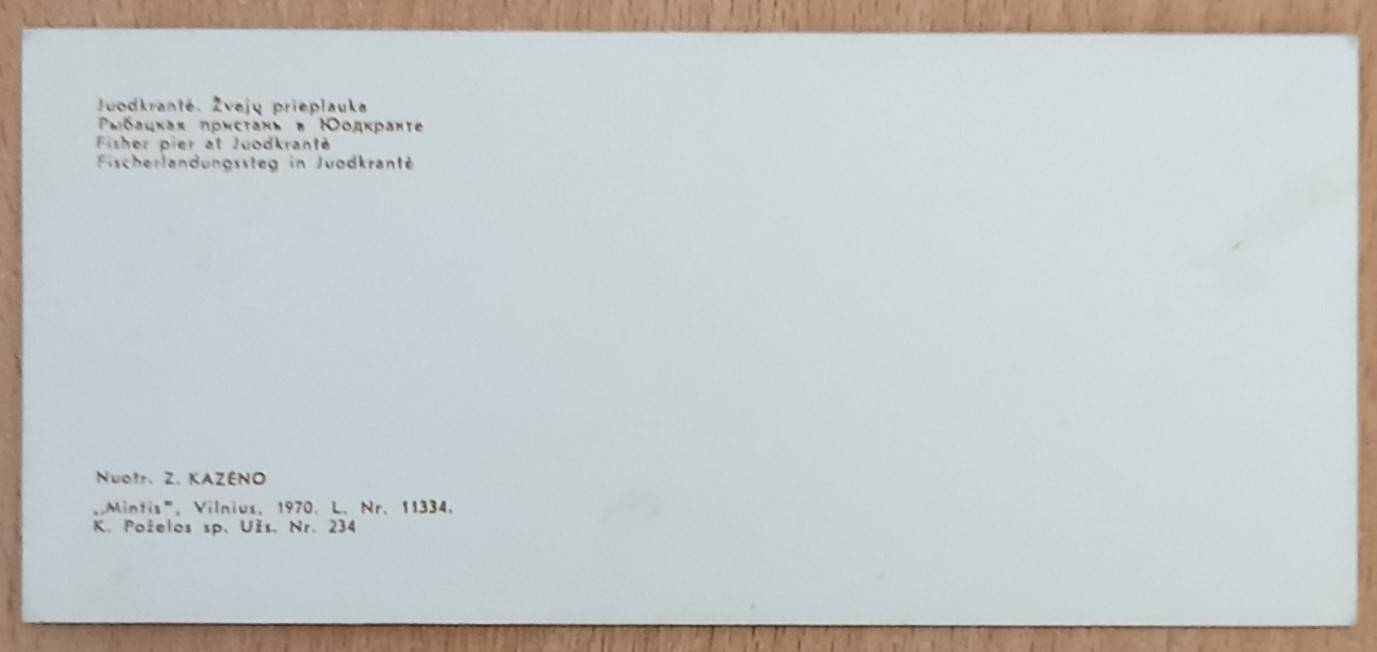 Juodkrantė. Žvejų prieplauka
Рыбацкая пристань в Юодкранте
Fisher pier at Juodkrantė
Fischerlandungssteg in Juodkrantė
Nuotr. Z. KAZĖNO
„Mintis", Vilnius, 1970. L. Nr. 11334.
K. Poželos sp. Užs. Nr. 234